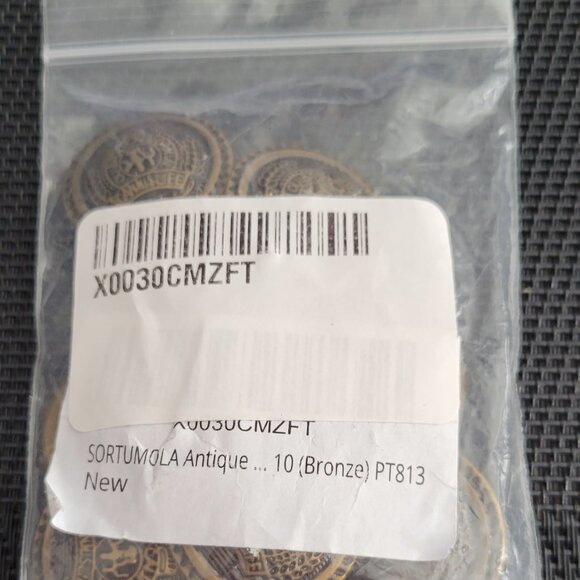 X0030CMZFT
X0030CMZFT
SORTUMOLA Antique ... 10 (Bronze) PT813
New